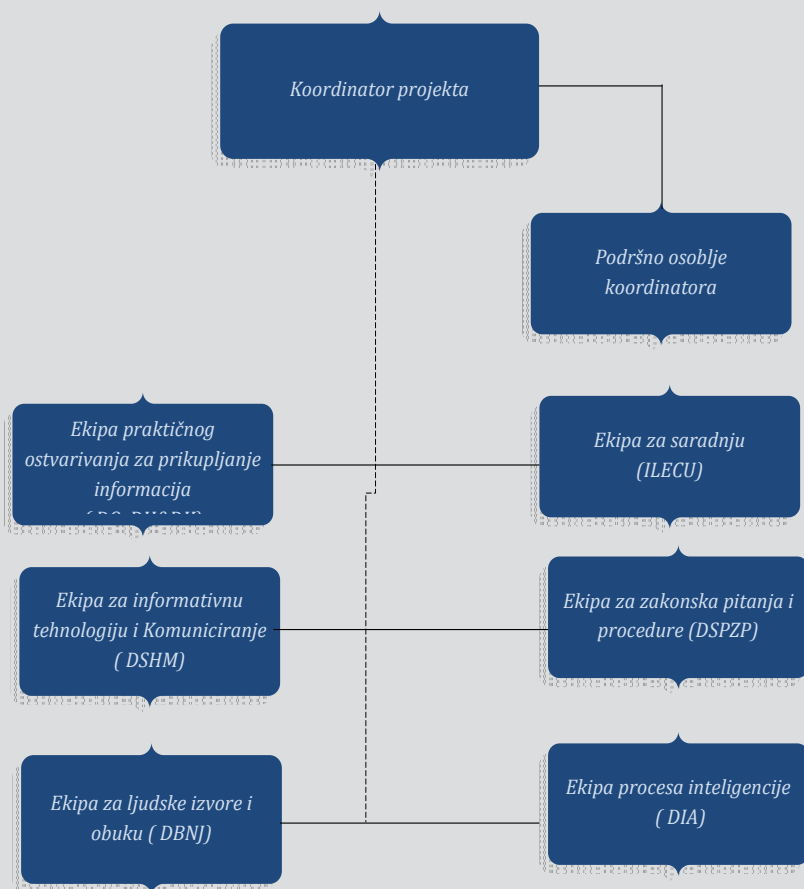 Koordinator projekta
Podršno osoblje
koordinatora
Ekipa praktičnog
ostvarivanja za prikupljanje
informacija
Ekipa za saradnju
(ILECU)
Ekipa za informativnu
tehnologiju i Komuniciranje
( DSHM)
Ekipa za zakonska pitanja i
procedure (DSPZP)
Ekipa za ljudske izvore i
obuku ( DBNJ)
Ekipa procesa inteligencije
( DIA)